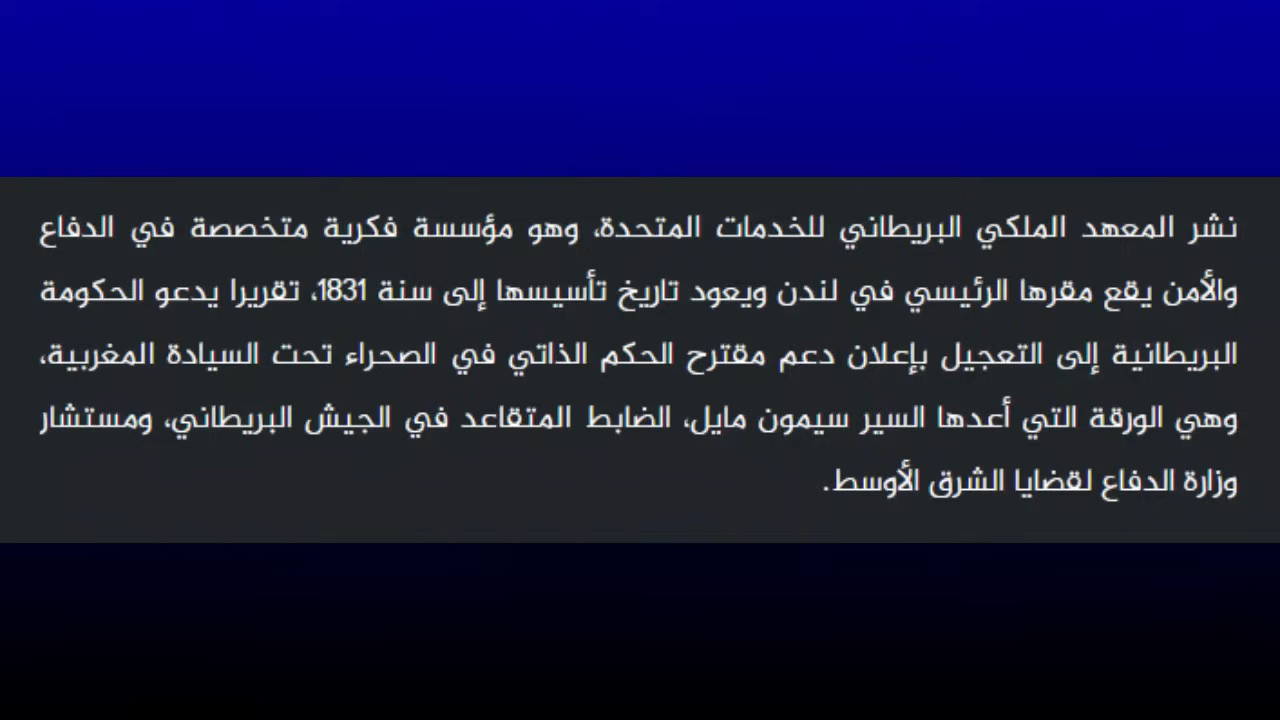 نشر المعهد الملكي البريطاني للخدمات المتحدة، وهو مؤسسة فكرية متخصصة في الدفاع
والأمن يقع مقرها الرئيسي في لندن ويعود تاريخ تأسيسها إلى سنة 1831، تقريرا يدعو الحكومة
البريطانية إلى التعجيل بإعلان دعم مقترح الحكم الذاتي في الصحراء تحت السيادة المغربية،
وهي الورقة التي أعدها السير سيمون مايل، الضابط المتقاعد في الجيش البريطاني، ومستشار
وزارة الدفاع لقضايا الشرق الأوسط.